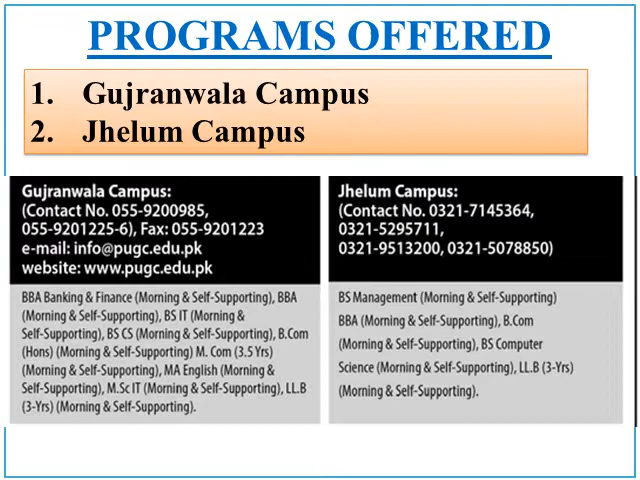 PROGRAMS OFFERED
1. Gujranwala Campus
2. Jhelum Campus
Gujranwala Campus:
(Contact No. 055-9200985,
055-9201225-6), Fax: 055-9201223
e-mail: info@pugc.edu.pk
website: www.pugc.edu.pk
BBA Banking & Finance (Morning & Self-Supporting), BBA
(Morning & Self-Supporting), BS IT (Morning &
Self-Supporting), BS CS (Morning & Self-Supporting), B.Com
(Hons) (Morning & Self-Supporting) M. Com (3.5 Yrs)
(Morning & Self-Supporting), MA English (Morning &
Self-Supporting), M.Sc IT (Morning & Self-Supporting), LL.B
(3-Yrs) (Morning & Self-Supporting).
Jhelum Campus:
(Contact No. 0321-7145364,
0321-5295711,
0321-9513200, 0321-5078850)
BS Management (Morning & Self-Supporting)
BBA (Morning & Self-Supporting), B.Com
(Morning & Self-Supporting), BS Computer
Science (Morning & Self-Supporting), LL.B (3-Yrs)
(Morning & Self-Supporting).